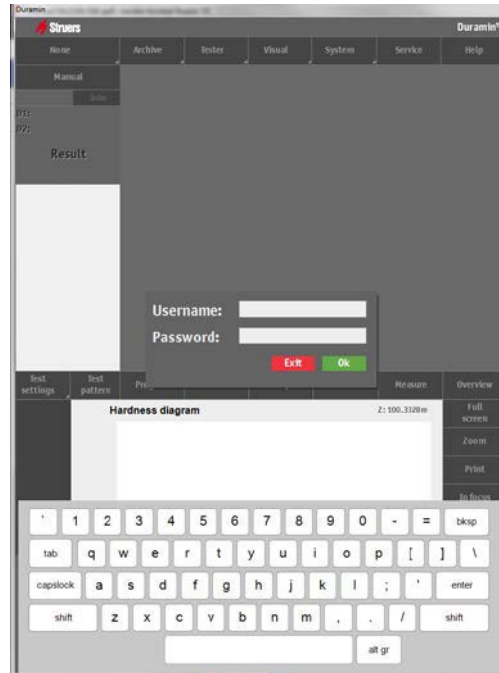 Duramin
Struers
Duramin
None Archive Tester Visual System Service Help
Manual
D1:
D2:
Result
Username:
Password:
Exit Ok
Test settings
Test pattern
Measure
Overview
Hardness diagram
Z: 100.3328m
Full screen
Zoom
Print
In focus
` 1 2 3 4 5 6 7 8 9 0 - = bksp
tab q w e r t y u i o p [ ] \
capslock a s d f g h j k l ; ' enter
shift z x c v b n m , . / shift
alt gr